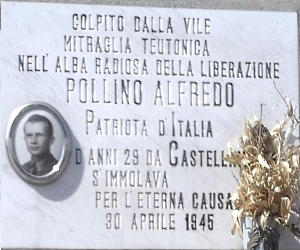 COLPITO DALLA VILE
MITRAGLIA TEUTONICA
NELL'ALBA RADIOSA DELLA LIBERAZIONE
POLLINO ALFREDO
PATRIOTA D'ITALIA
D'ANNI 29 DA
S'IMMOLAVA
PER L'ETERNA CAUSA
30 APRILE 1945